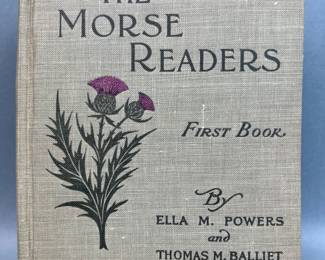 THE
MORSE
READERS
FIRST BOOK
By
ELLA M. POWERS
and
THOMAS M. BALLIET